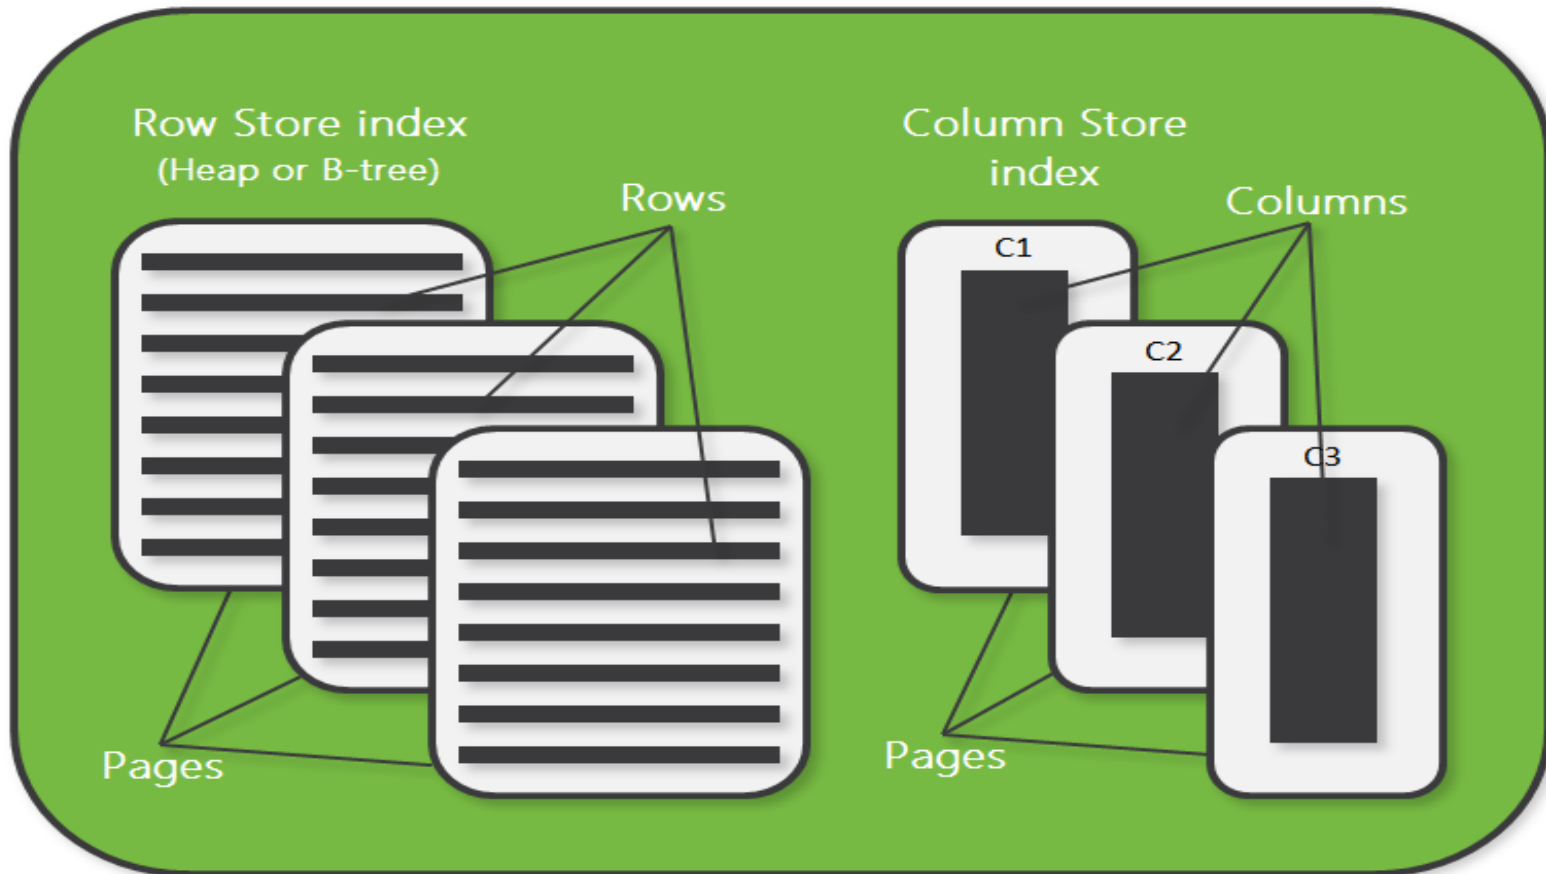 Row Store index
(Heap or B-tree)
Rows
Pages
Column Store
index
Columns
C1
C2
C3
Pages